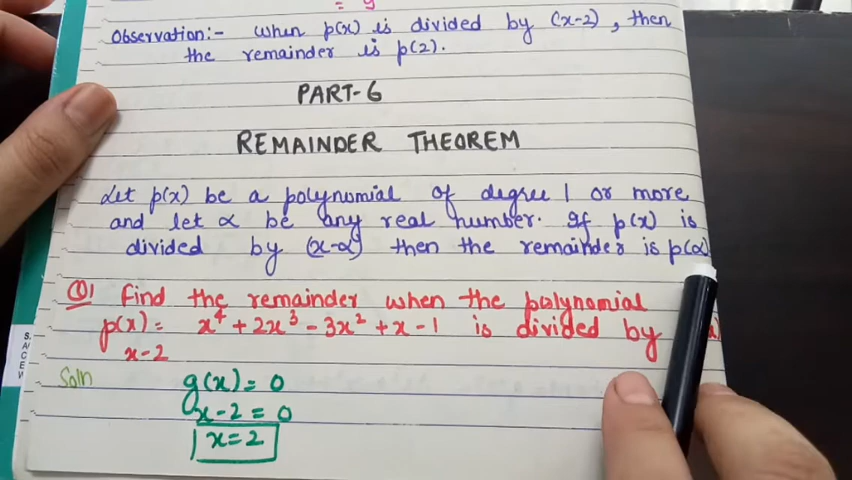 = 9
Observation:- when p(x) is divided by (x-2), then
the remainder is p(2).
PART-6
REMAINDER THEOREM
Let p(x) be a polynomial of degree 1 or more
and let α be any real number. If p(x) is
divided by (x-α) then the remainder is p(α)
Q1 Find the remainder when the polynomial
p(x) = x⁴ + 2x³ - 3x² + x - 1 is divided by
x-2
Soln
g(x) = 0
x-2 = 0
x=2